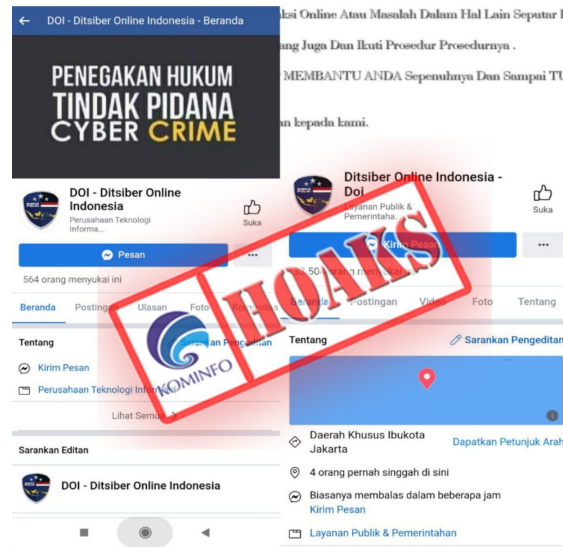 DOI - Ditsiber Online Indonesia - Beranda
PENEGAKAN HUKUM
TINDAK PIDANA
CYBER CRIME
DOI - Ditsiber Online
Indonesia
Perusahaan Teknologi
Informa...
Suka
Pesan
564 orang menyukai ini
Beranda Postingan Ulasan Foto Komunitas
Tentang
Sarankan Pengeditan
Kirim Pesan
Perusahaan Teknologi Informasi
Lihat Semua
Sarankan Editan
DOI - Ditsiber Online Indonesia
Online Atau Masalah Dalam Hal Lain Seputar
Juga Dan Ikuti Prosedur Prosedurnya .
MEMBANTU ANDA Sepenuhnya Dan Sampai
kepada kami.
Ditsiber Online Indonesia -
Doi
Layanan Publik &
Pemerintaha...
Suka
Kirim Pesan
orang menyukai
Beranda Postingan Video Foto Tentang
Tentang
Sarankan Pengeditan
Daerah Khusus Ibukota
Jakarta
Dapatkan Petunjuk Arah
4 orang pernah singgah di sini
Biasanya membalas dalam beberapa jam
Kirim Pesan
Layanan Publik & Pemerintahan
KOMINFO
HOAKS